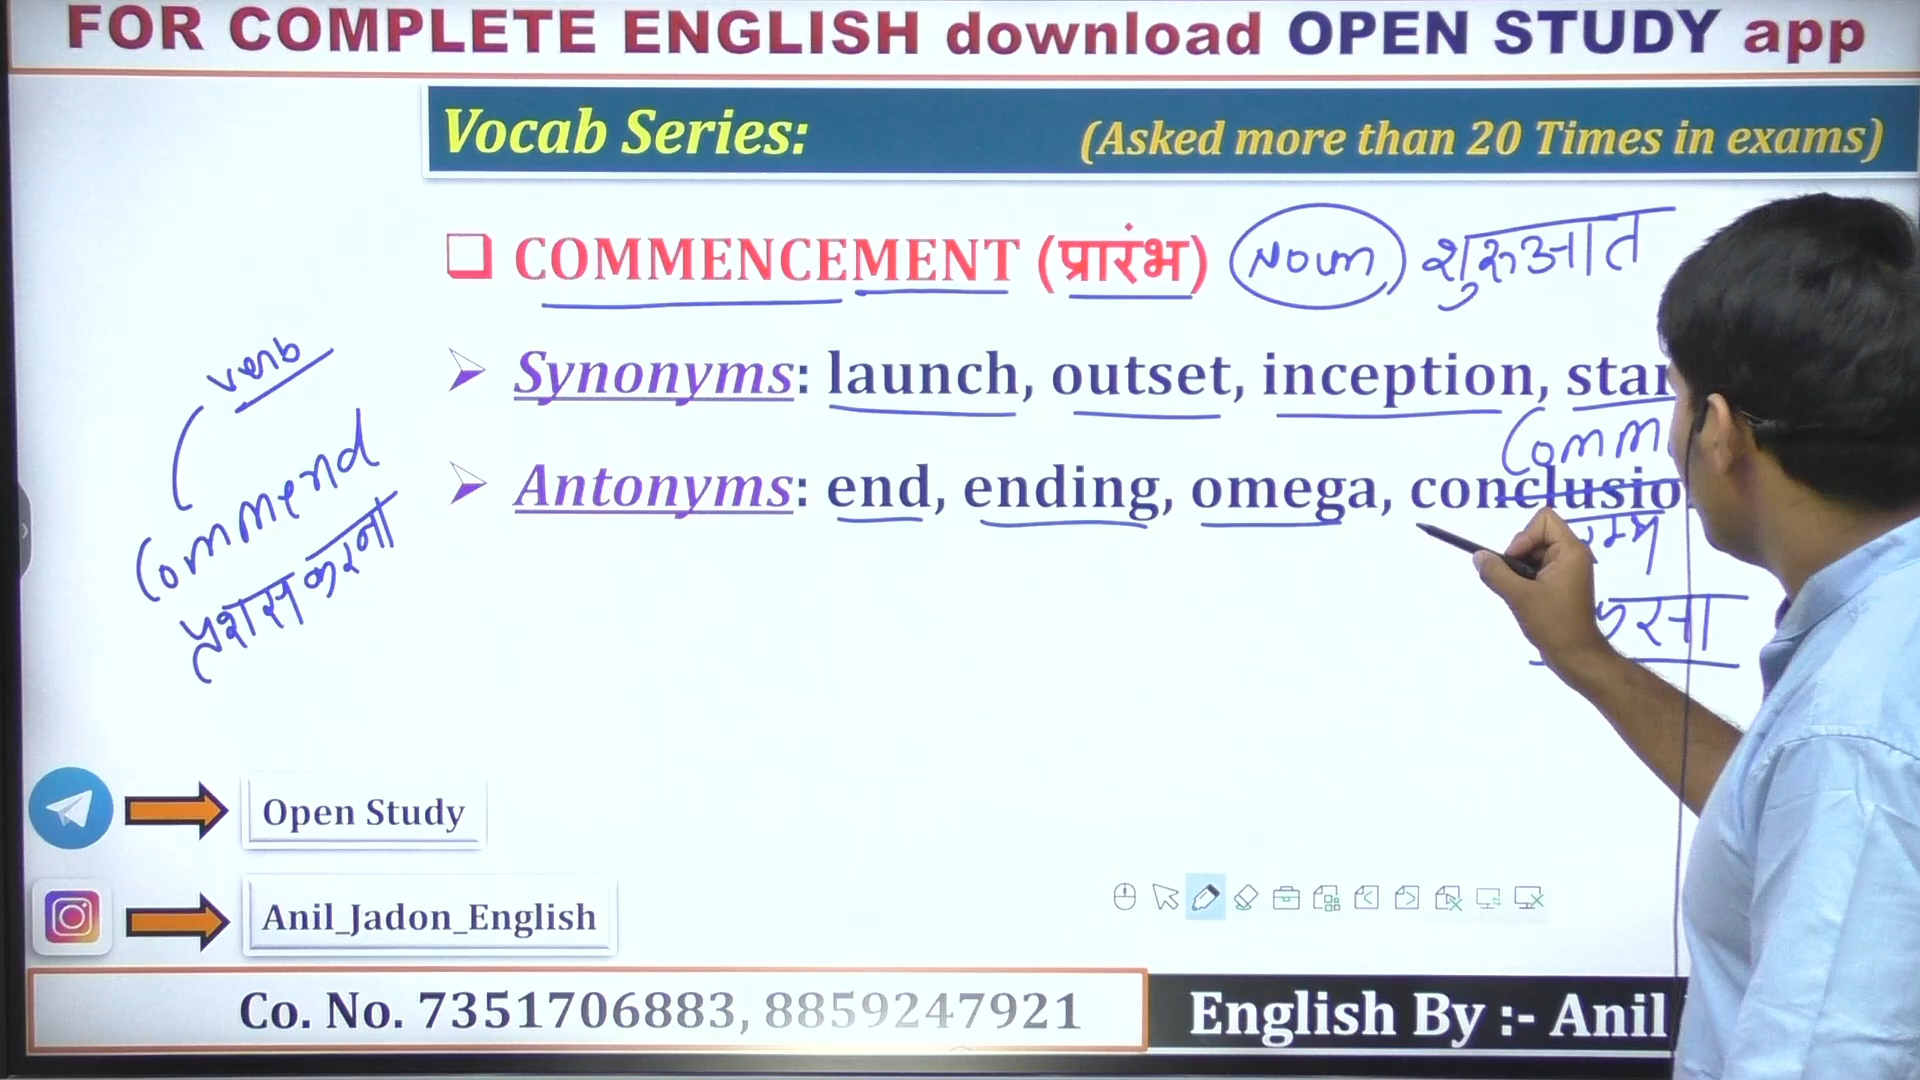 FOR COMPLETE ENGLISH download OPEN STUDY app
Vocab Series: (Asked more than 20 Times in exams)
COMMENCEMENT (प्रारंभ) Noun शुरुआत
verb
Synonyms: launch, outset, inception, star
Comm
Commend
Antonyms: end, ending, omega, conclusio
प्रशंसा करना
करना
Open Study
Anil_Jadon_English
Co. No. 7351706883, 8859247921
English By :- Anil